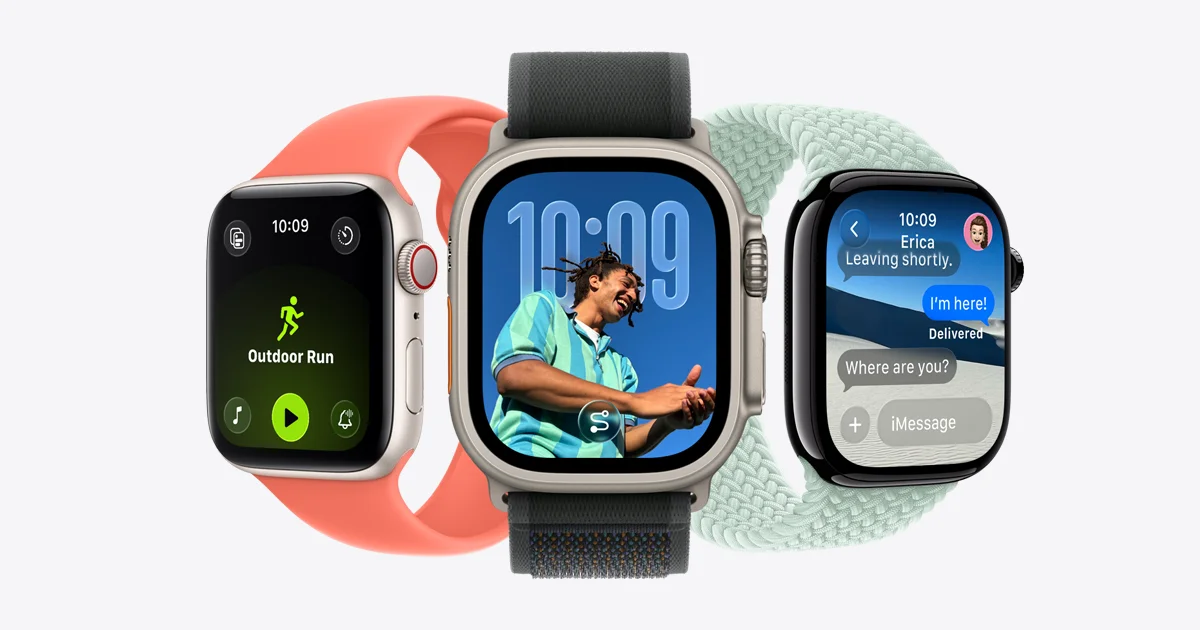 10:09
Outdoor Run
10:09
10:09
Erica
Leaving shortly.
I'm here!
Delivered
Where are you?
iMessage